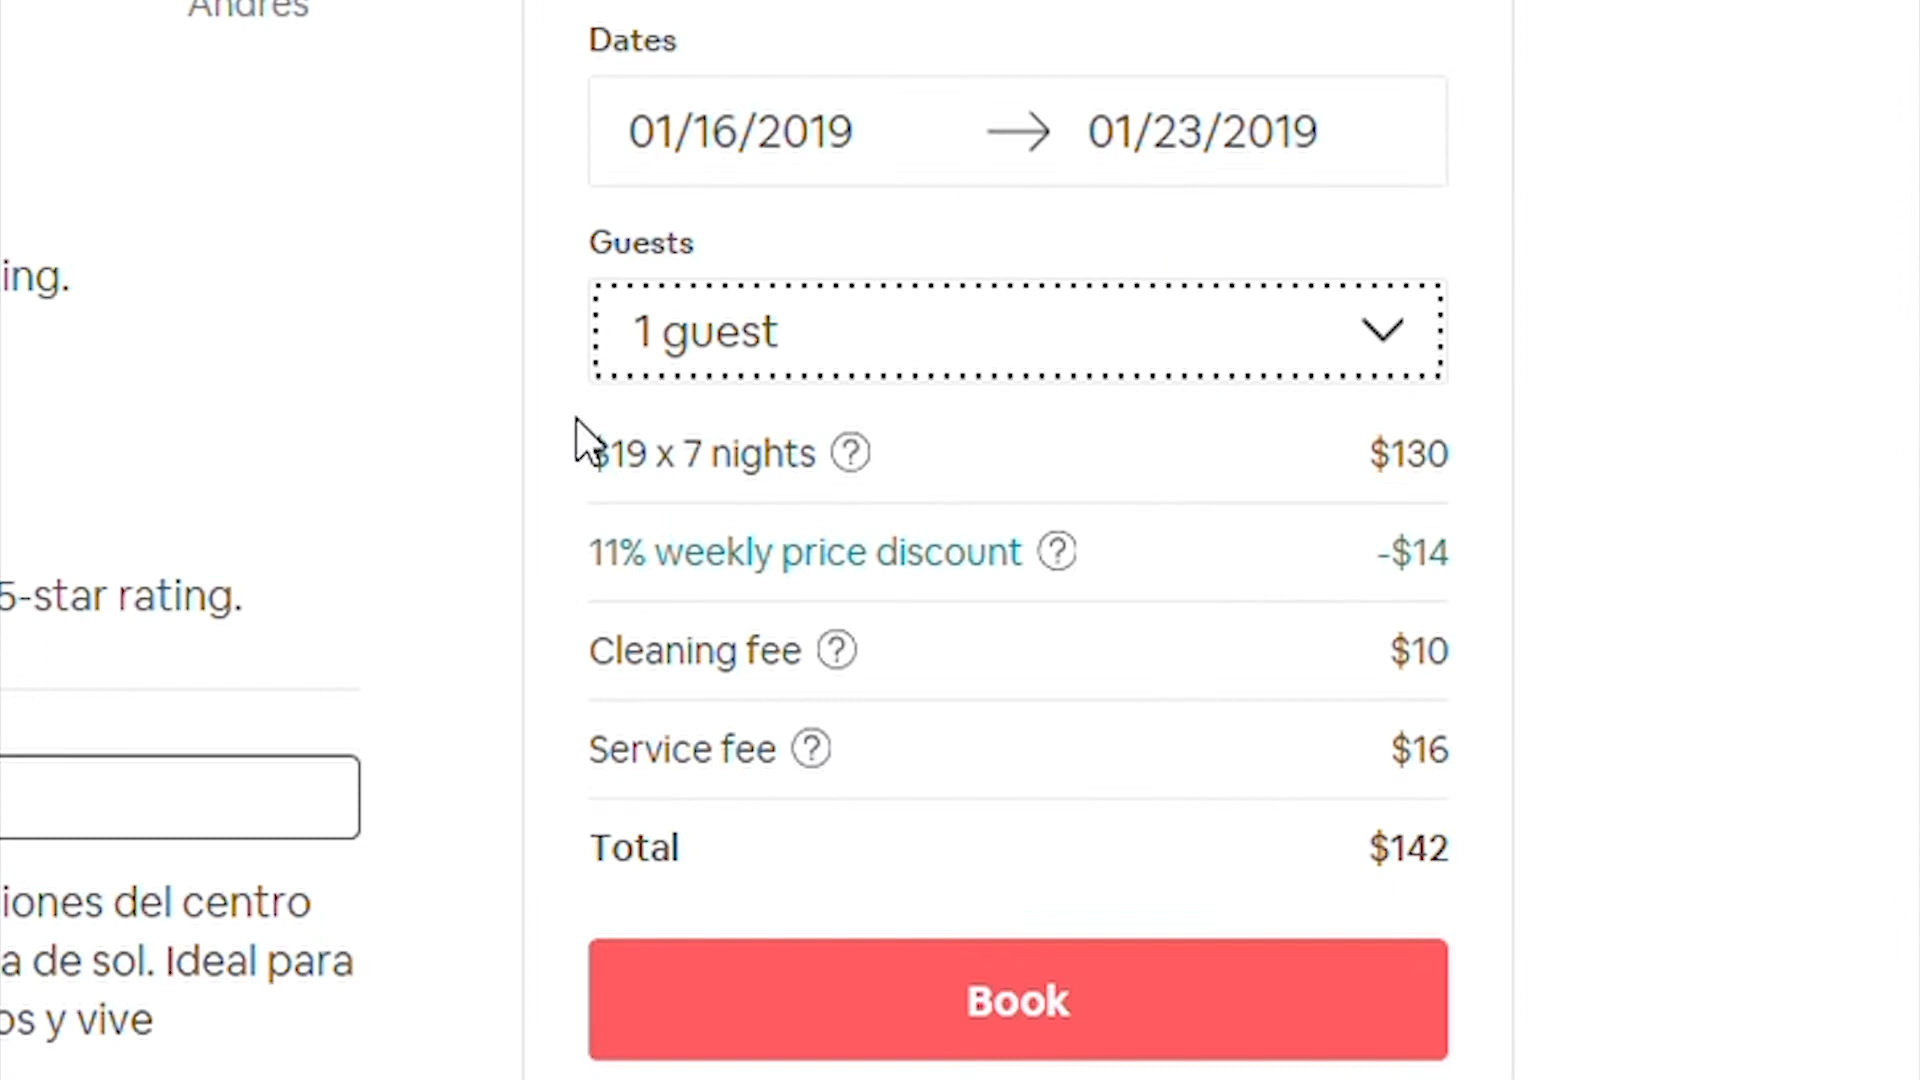 Andres
ing.
5-star rating.
iones del centro
a de sol. Ideal para
os y vive
Dates
01/16/2019 → 01/23/2019
Guests
1 guest
$19 x 7 nights ? $130
11% weekly price discount ? -$14
Cleaning fee ? $10
Service fee ? $16
Total $142
Book